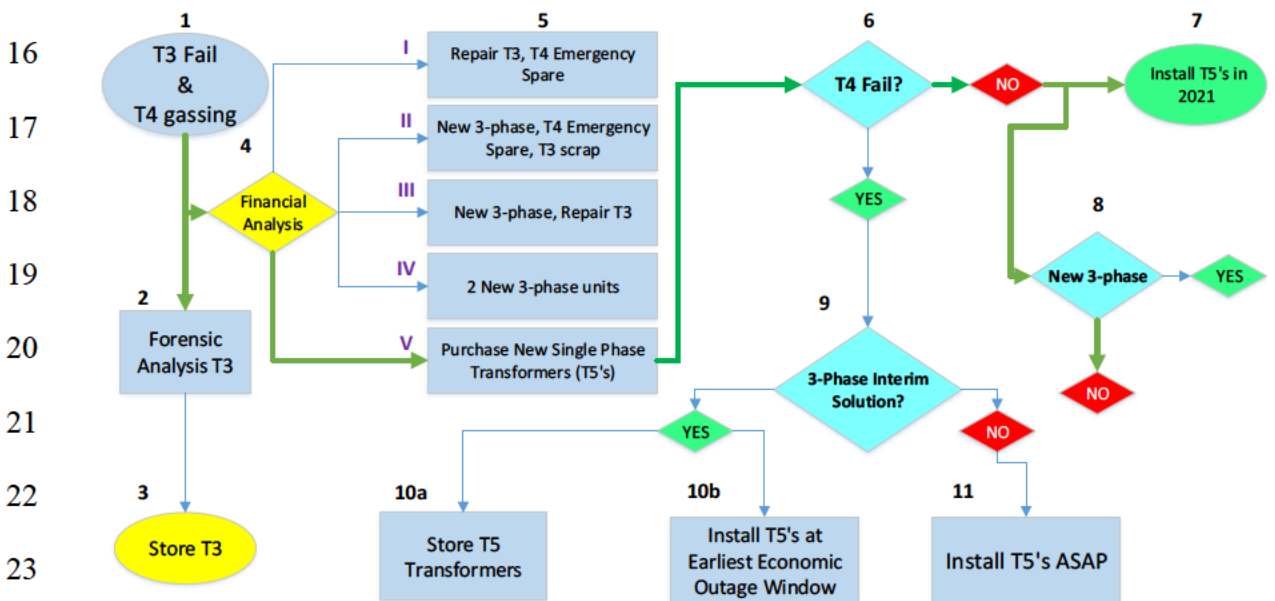 1
5
6
7
16
T3 Fail
&
T4 gassing
I
Repair T3, T4 Emergency
Spare
T4 Fail?
NO
Install T5's in
2021
17
4
II
New 3-phase, T4 Emergency
Spare, T3 scrap
18
Financial
Analysis
III
New 3-phase, Repair T3
YES
8
19
IV
2 New 3-phase units
New 3-phase
YES
2
9
20
Forensic
Analysis T3
V
Purchase New Single Phase
Transformers (T5's)
3-Phase Interim
Solution?
NO
21
YES
NO
22
3
10a
10b
11
23
Store T3
Store T5
Transformers
Install T5's at
Earliest Economic
Outage Window
Install T5's ASAP